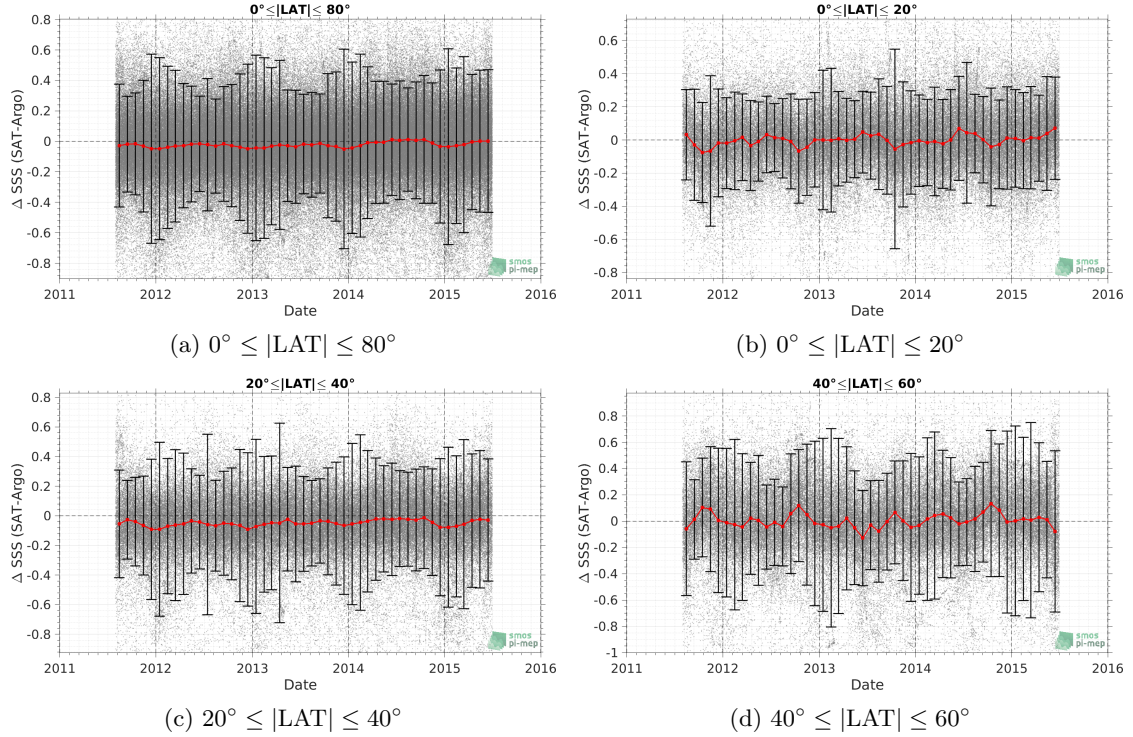 0°≤|LAT|≤ 80°
Δ SSS (SAT-Argo)
0.8
0.6
0.4
0.2
0
-0.2
-0.4
-0.6
-0.8
2011 2012 2013 2014 2015 2016
Date
smos
pi-mep
(a) 0° ≤ |LAT| ≤ 80°
0°≤|LAT|≤ 20°
Δ SSS (SAT-Argo)
0.6
0.4
0.2
0
-0.2
-0.4
-0.6
-0.8
2011 2012 2013 2014 2015 2016
Date
smos
pi-mep
(b) 0° ≤ |LAT| ≤ 20°
20°≤|LAT|≤ 40°
Δ SSS (SAT-Argo)
0.8
0.6
0.4
0.2
0
-0.2
-0.4
-0.6
-0.8
2011 2012 2013 2014 2015 2016
Date
smos
pi-mep
(c) 20° ≤ |LAT| ≤ 40°
40°≤|LAT|≤ 60°
Δ SSS (SAT-Argo)
0.8
0.6
0.4
0.2
0
-0.2
-0.4
-0.6
-0.8
-1
2011 2012 2013 2014 2015 2016
Date
smos
pi-mep
(d) 40° ≤ |LAT| ≤ 60°